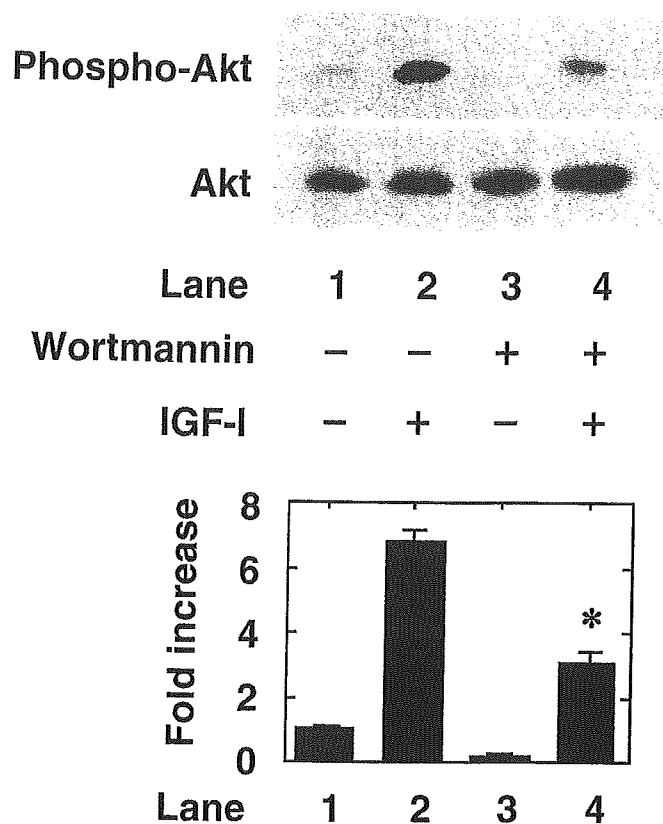 Phospho-Akt
Akt
Lane 1 2 3 4
Wortmannin − − + +
IGF-I − + − +
Fold increase
8
6
4
2
0
*
Lane 1 2 3 4